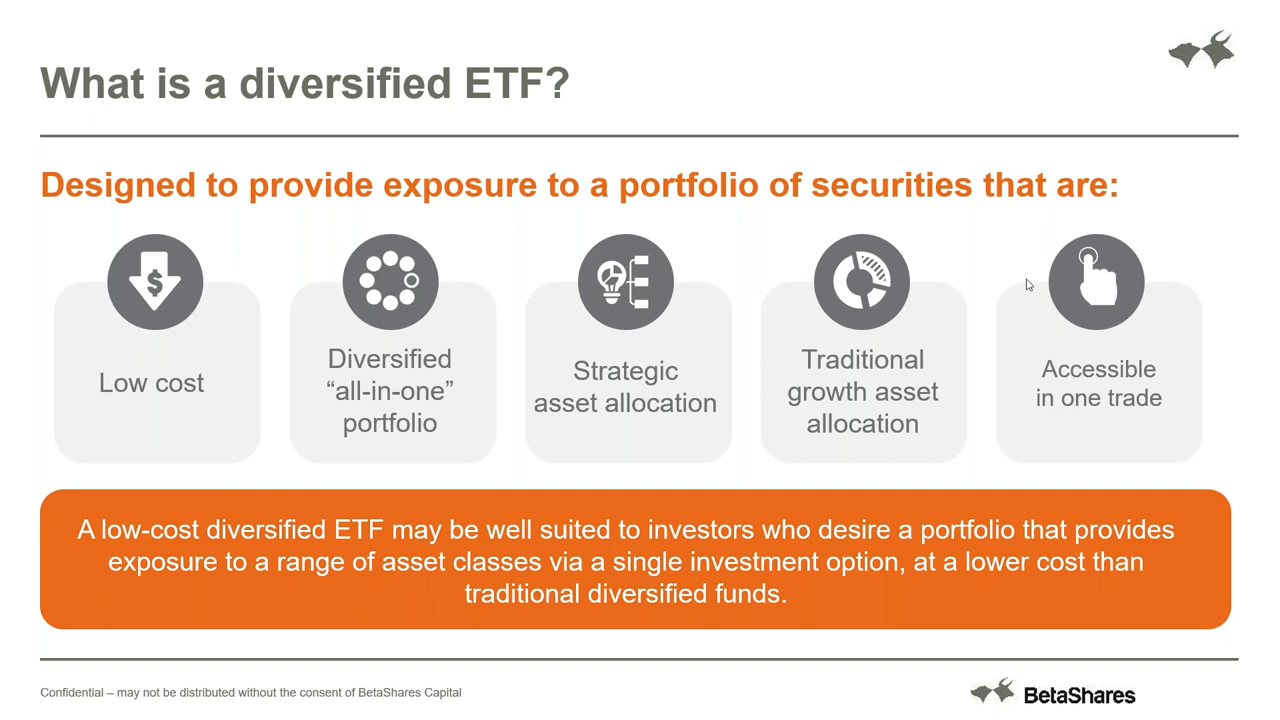 What is a diversified ETF?
Designed to provide exposure to a portfolio of securities that are:
$
Low cost
Diversified
“all-in-one”
portfolio
Strategic
asset allocation
Traditional
growth asset
allocation
Accessible
in one trade
A low-cost diversified ETF may be well suited to investors who desire a portfolio that provides
exposure to a range of asset classes via a single investment option, at a lower cost than
traditional diversified funds.
Confidential – may not be distributed without the consent of BetaShares Capital
BetaShares